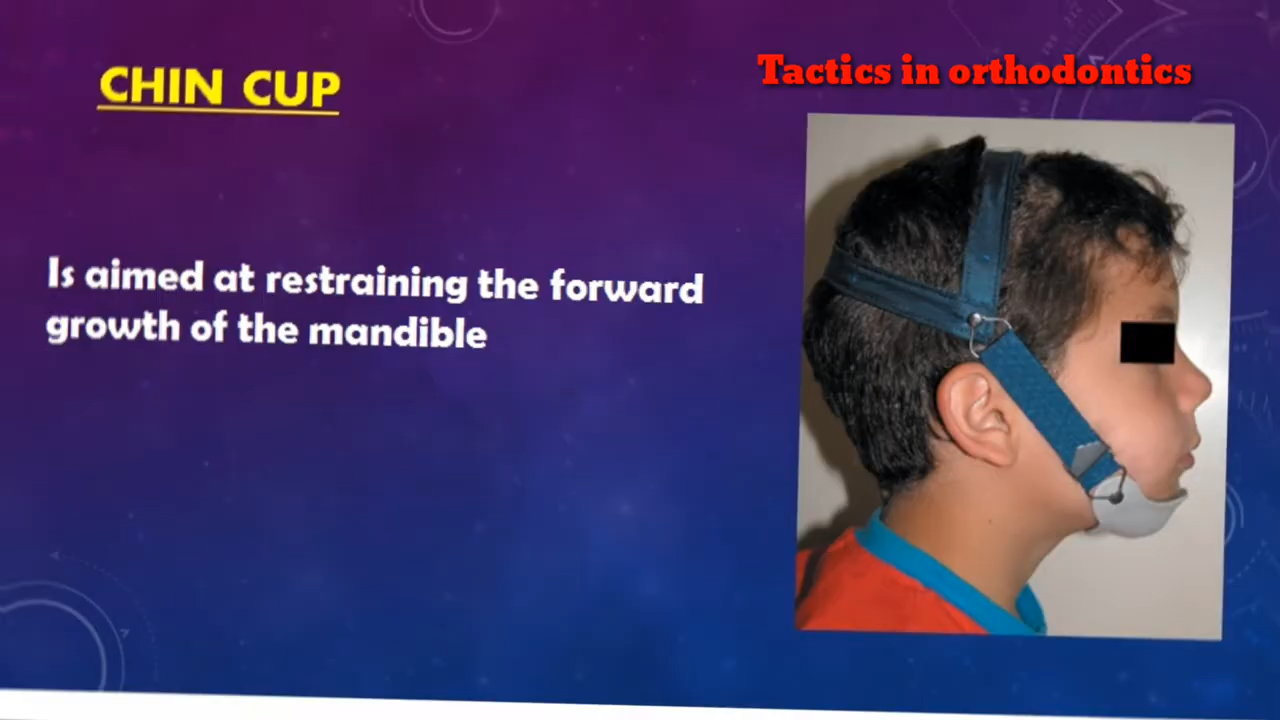 CHIN CUP
Tactics in orthodontics
Is aimed at restraining the forward
growth of the mandible